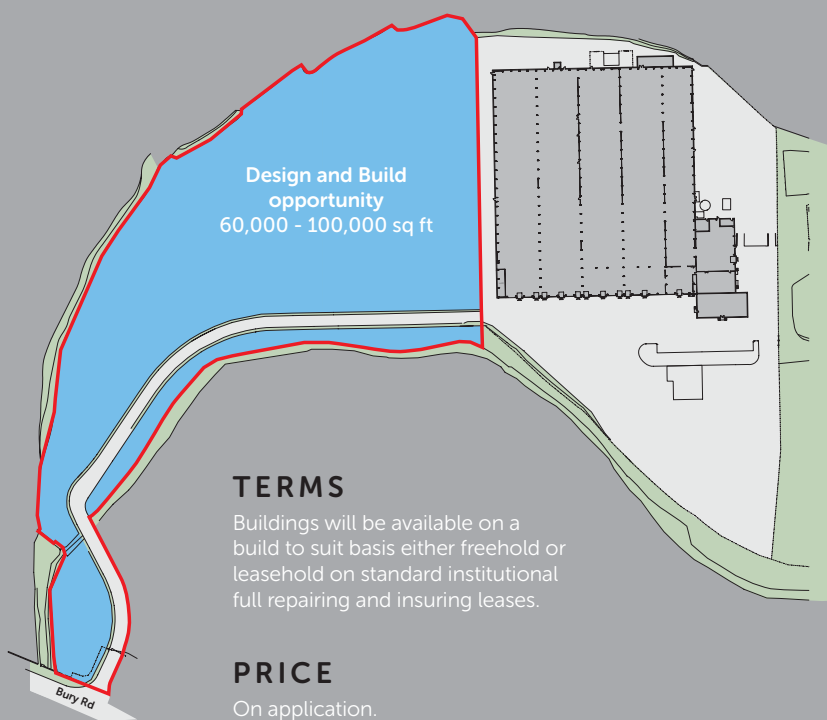 Design and Build
opportunity
60,000 - 100,000 sq ft
TERMS
Buildings will be available on a
build to suit basis either freehold or
leasehold on standard institutional
full repairing and insuring leases.
PRICE
On application.
Bury Rd